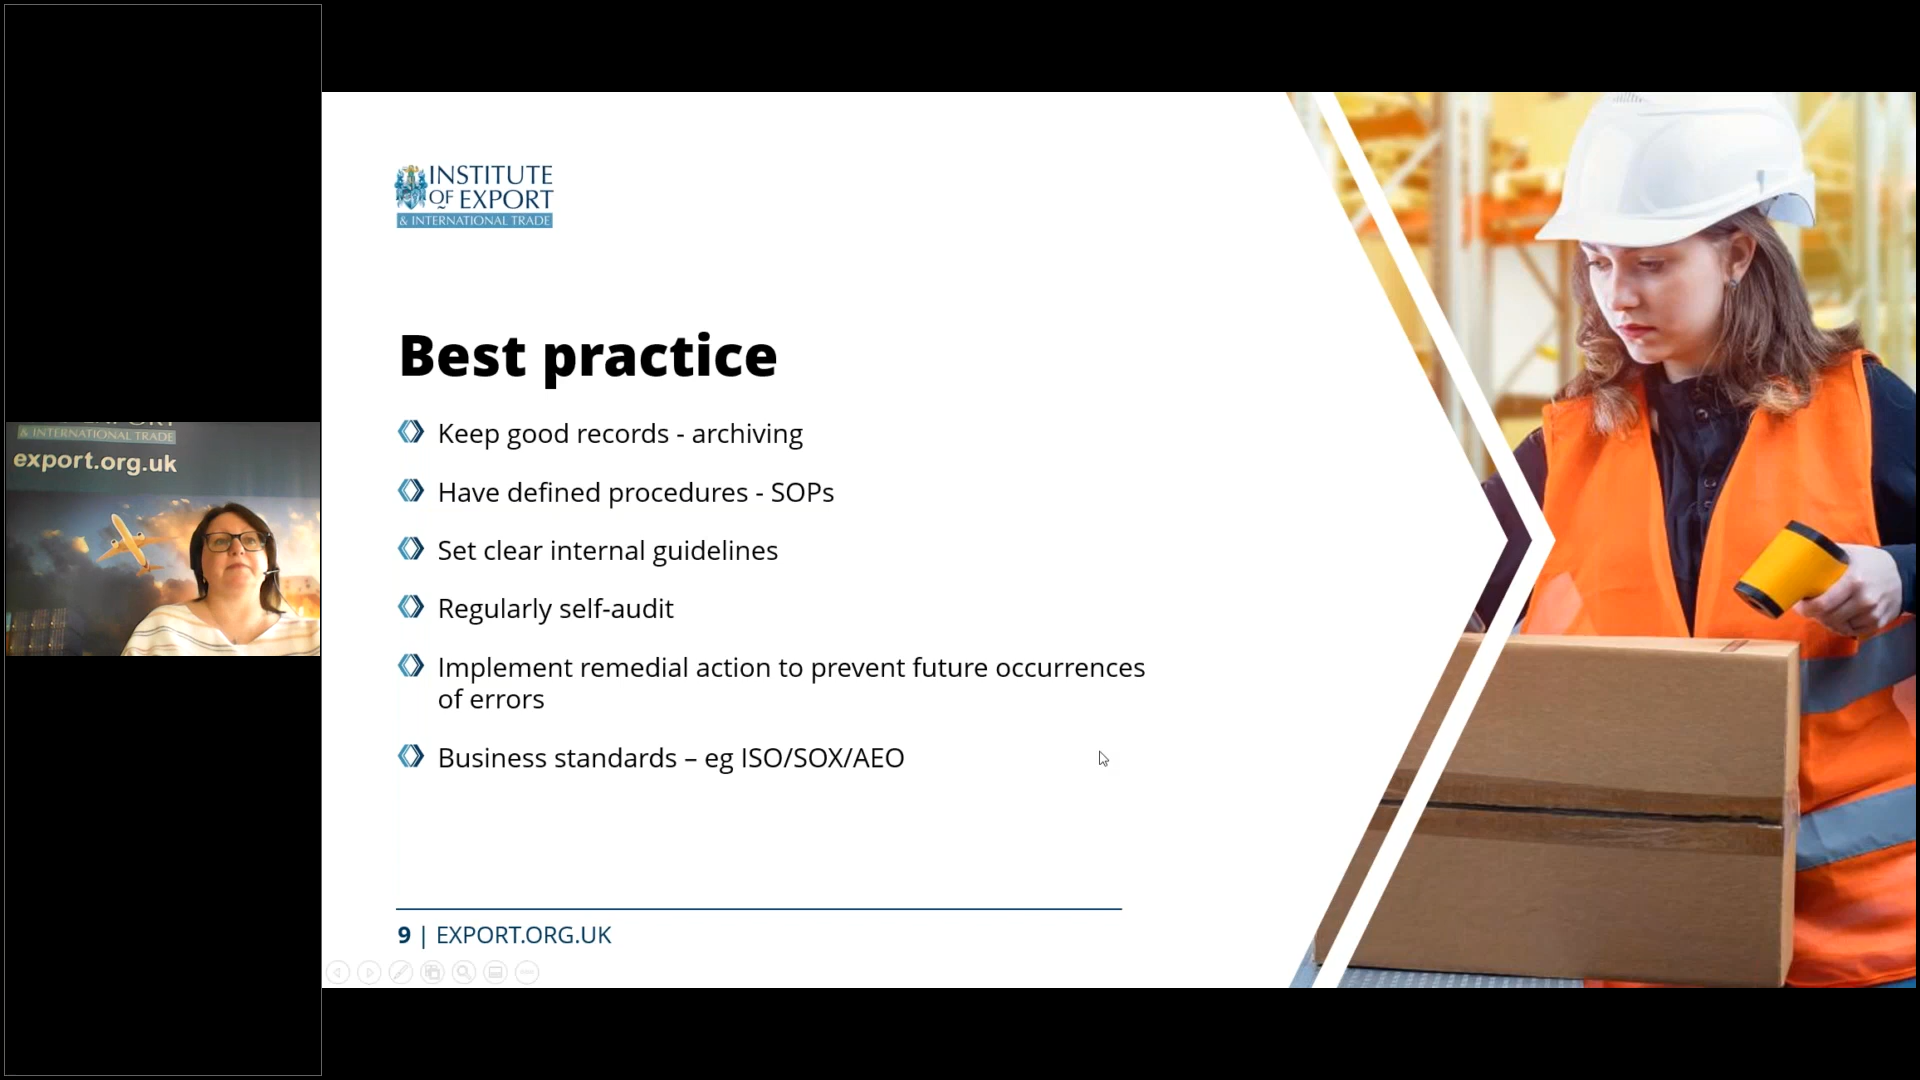 INSTITUTE
OF EXPORT
& INTERNATIONAL TRADE
Best practice
Keep good records - archiving
Have defined procedures - SOPs
Set clear internal guidelines
Regularly self-audit
Implement remedial action to prevent future occurrences
of errors
Business standards – eg ISO/SOX/AEO
9 | EXPORT.ORG.UK
& INTERNATIONAL TRADE
export.org.uk